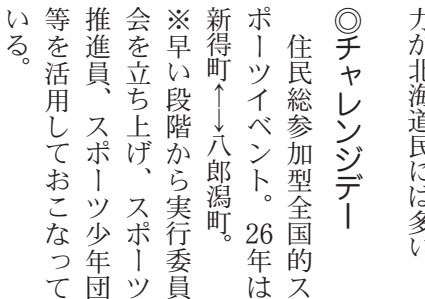 力が北海道民には多い
◎チャレンジデー
住民総参加型全国的ス
ポーツイベント。26年は
新得町←→八郎潟町。
※早い段階から実行委員
会を立ち上げ、スポーツ
推進員、スポーツ少年団
等を活用しておこなって
いる。